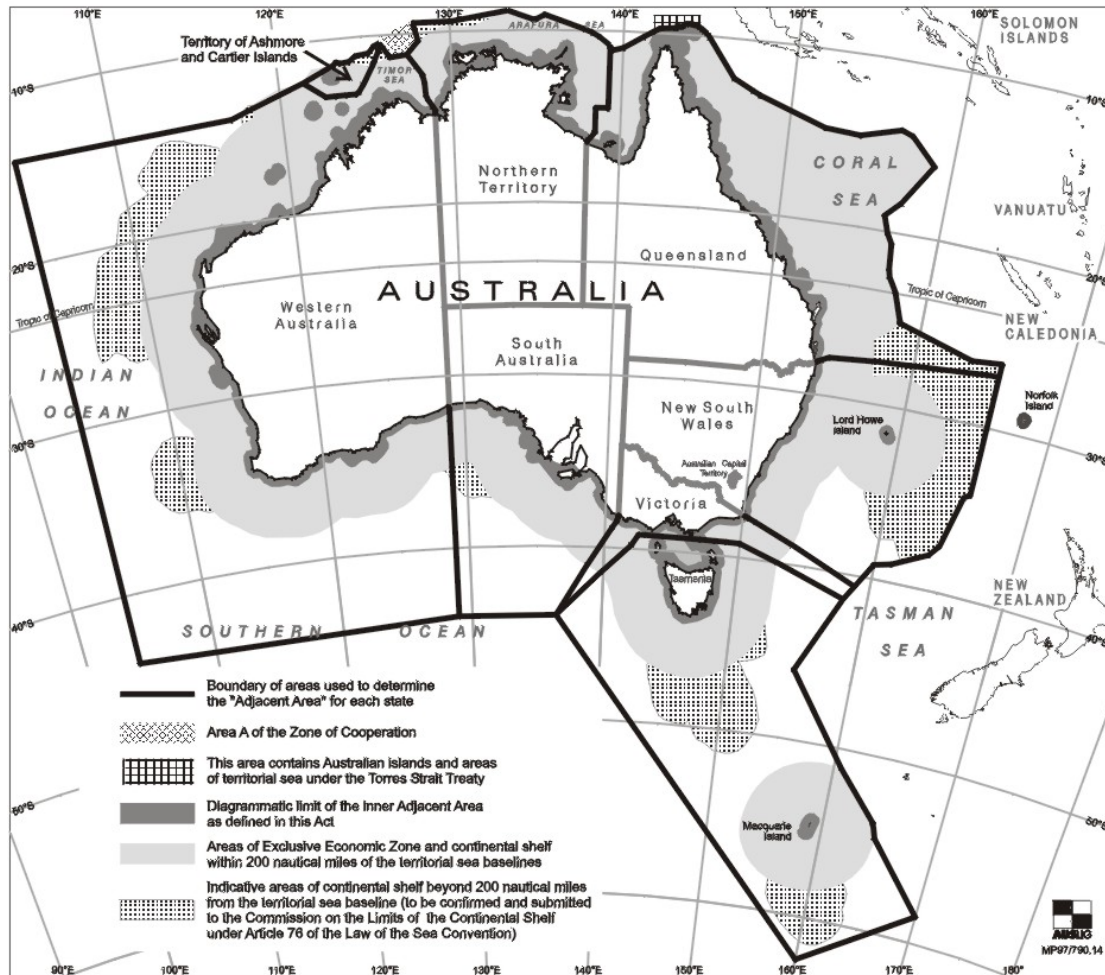 130°E
140°E
150°E
160°E
120°E
110°E
ARAFURA SEA
SOLOMON
ISLANDS
Territory of Ashmore
and Cartier Islands
TIMOR
SEA
10°S
10°S
CORAL
SEA
Northern
Territory
VANUATU
Queensland
20°S
20°S
AUSTRALIA
Tropic of Capricorn
Western
Australia
Tropic of Capricorn
NEW
CALEDONIA
South
Australia
INDIAN
OCEAN
Norfolk
Island
New South
Wales
Lord Howe
Island
30°S
30°S
Australian Capital
Territory
Victoria
Tasmania
NEW
ZEALAND
TASMAN
SEA
40°S
40°S
SOUTHERN OCEAN
Boundary of areas used to determine
the "Adjacent Area" for each state
Area A of the Zone of Cooperation
This area contains Australian islands and areas
of territorial sea under the Torres Strait Treaty
50°S
Diagrammatic limit of the Inner Adjacent Area
as defined in this Act
Macquarie
Island
50°S
Areas of Exclusive Economic Zone and continental shelf
within 200 nautical miles of the territorial sea baselines
Indicative areas of continental shelf beyond 200 nautical miles
from the territorial sea baseline (to be confirmed and submitted
to the Commission on the Limits of the Continental Shelf
under Article 76 of the Law of the Sea Convention)
AUSLIG
MP97/790.14
90°E
100°E
110°E
120°E
130°E
140°E
150°E
160°E
170°E
180°